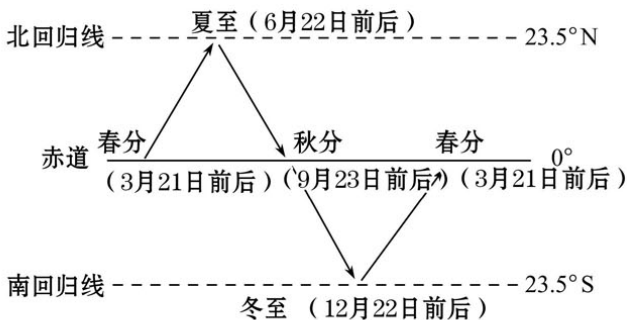 夏至（6月22日前后）
北回归线 23.5°N
春分 秋分 春分
赤道 0°
（3月21日前后）（9月23日前后）（3月21日前后）
南回归线 23.5°S
冬至 （12月22日前后）